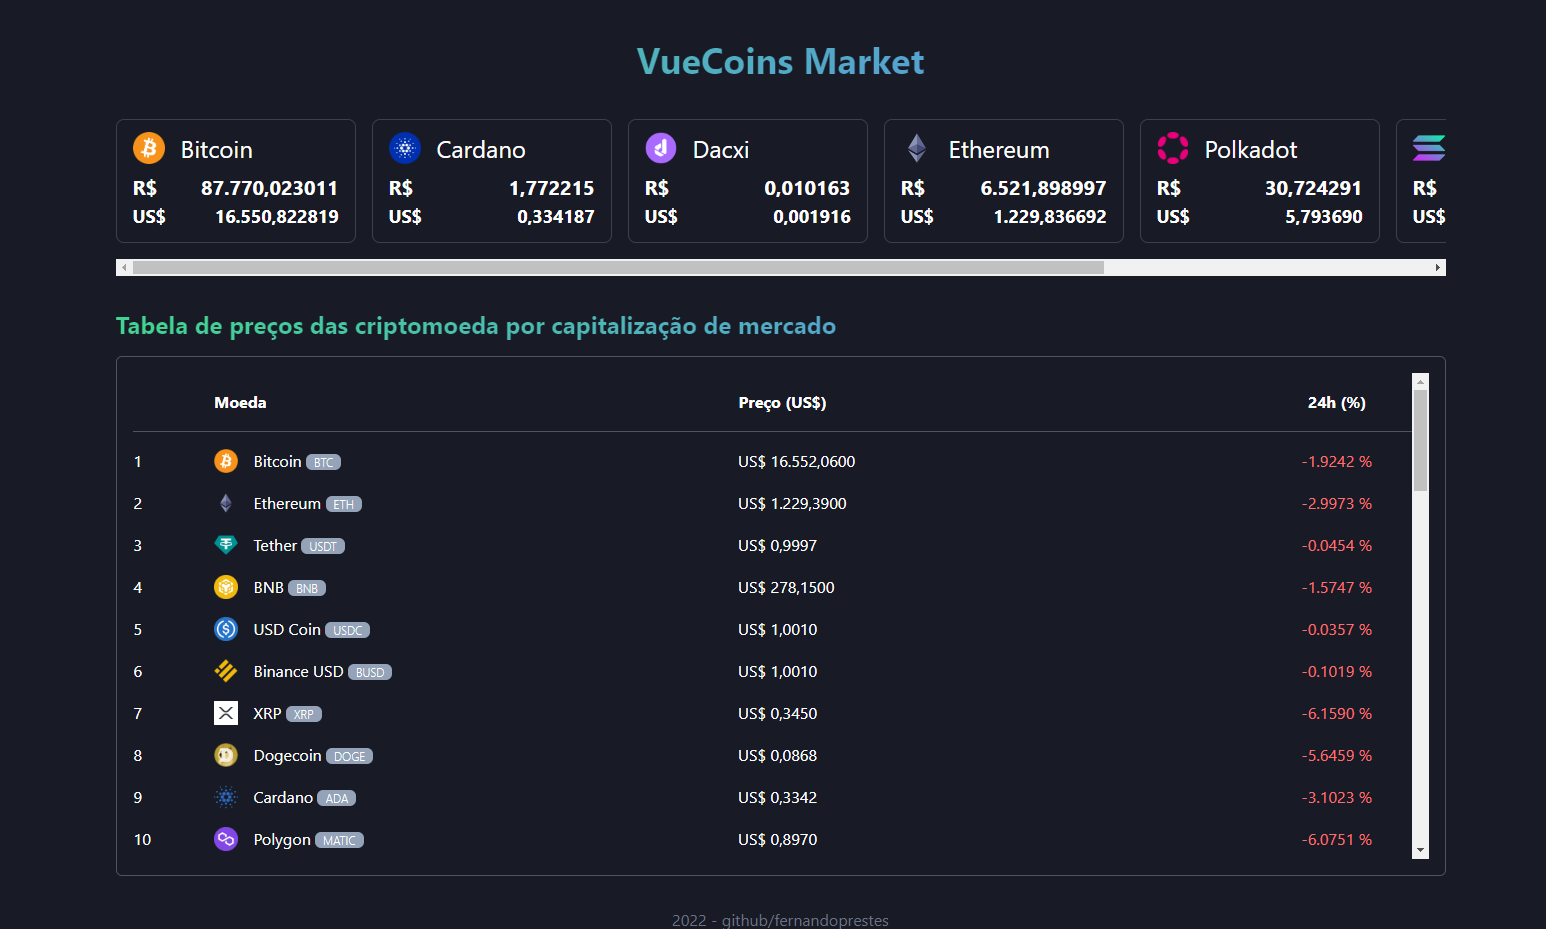 VueCoins Market
Bitcoin Cardano Dacxi Ethereum Polkadot
R$ 87.770,023011 R$ 1,772215 R$ 0,010163 R$ 6.521,898997 R$ 30,724291 R$
US$ 16.550,822819 US$ 0,334187 US$ 0,001916 US$ 1.229,836692 US$ 5,793690 US$
Tabela de preços das criptomoeda por capitalização de mercado
Moeda Preço (US$) 24h (%)
1 Bitcoin BTC US$ 16.552,0600 -1.9242 %
2 Ethereum ETH US$ 1.229,3900 -2.9973 %
3 Tether USDT US$ 0,9997 -0.0454 %
4 BNB BNB US$ 278,1500 -1.5747 %
5 USD Coin USDC US$ 1,0010 -0.0357 %
6 Binance USD BUSD US$ 1,0010 -0.1019 %
7 XRP XRP US$ 0,3450 -6.1590 %
8 Dogecoin DOGE US$ 0,0868 -5.6459 %
9 Cardano ADA US$ 0,3342 -3.1023 %
10 Polygon MATIC US$ 0,8970 -6.0751 %
2022 - github/fernandoprestes